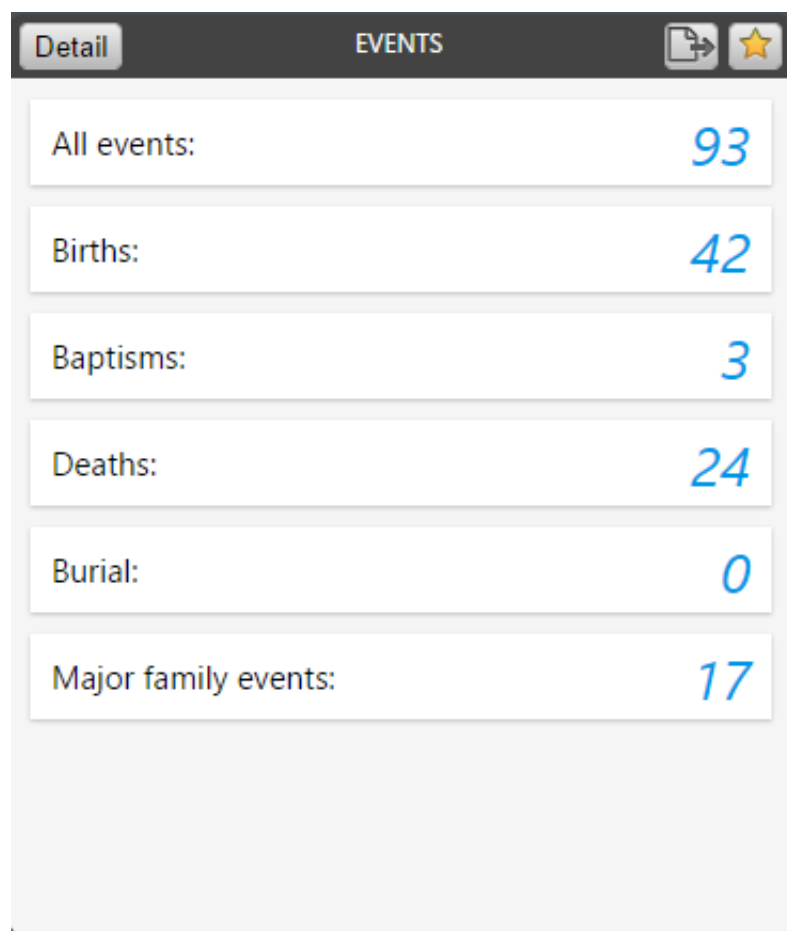 Detail EVENTS
All events: 93
Births: 42
Baptisms: 3
Deaths: 24
Burial: 0
Major family events: 17